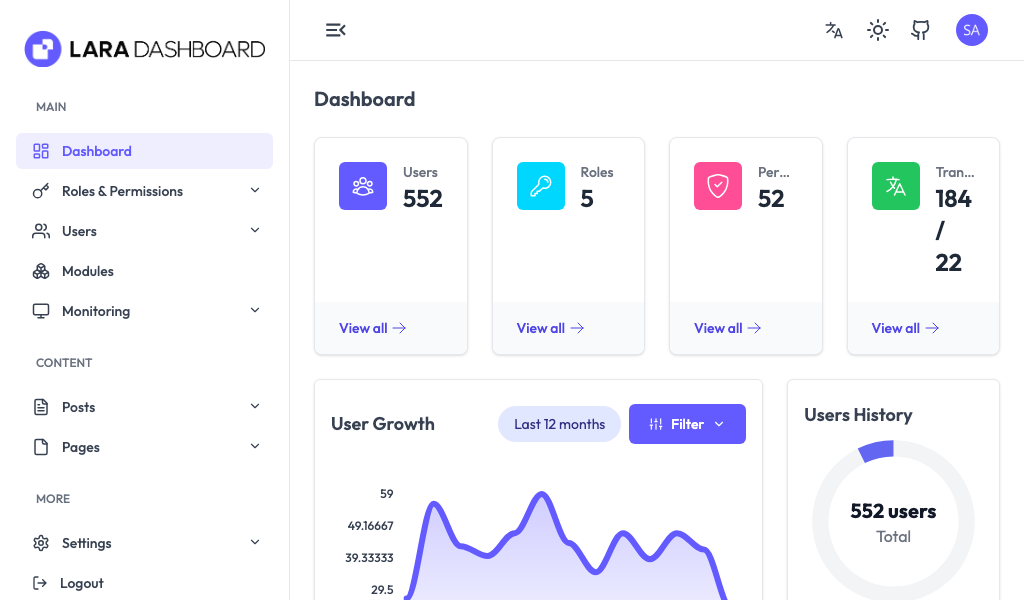 LARA DASHBOARD
MAIN
Dashboard
Roles & Permissions
Users
Modules
Monitoring
CONTENT
Posts
Pages
MORE
Settings
Logout
SA
Dashboard
Users
552
View all
Roles
5
View all
Per...
52
View all
Tran...
184
/
22
View all
User Growth
Last 12 months
Filter
59
49.16667
39.33333
29.5
Users History
552 users
Total